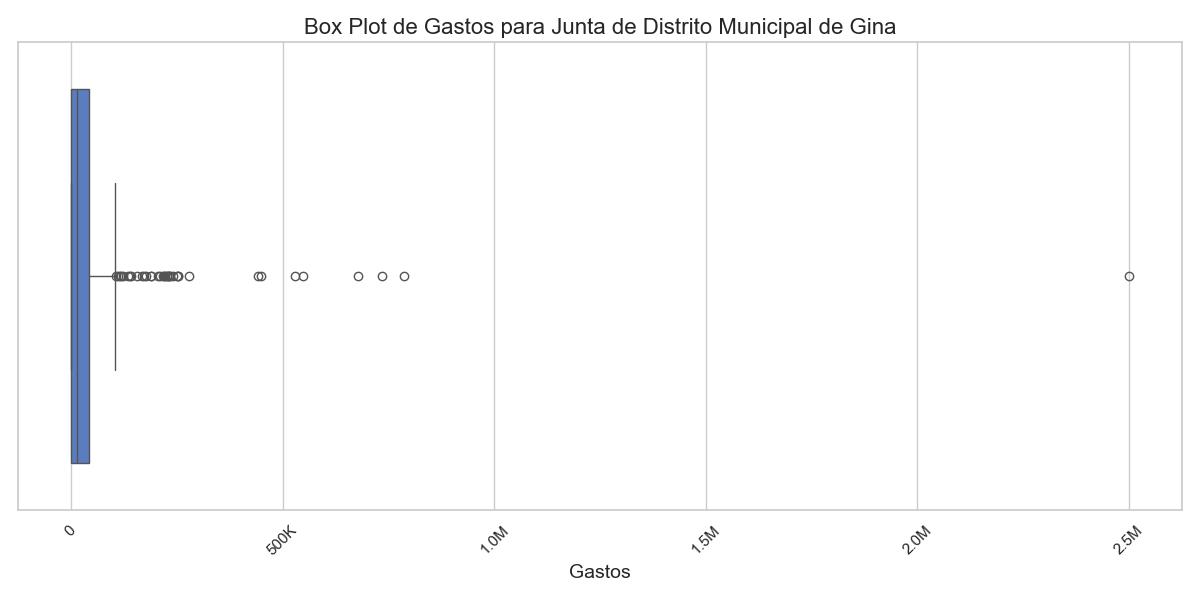 Box Plot de Gastos para Junta de Distrito Municipal de Gina
0
500K
1.0M
1.5M
2.0M
2.5M
Gastos